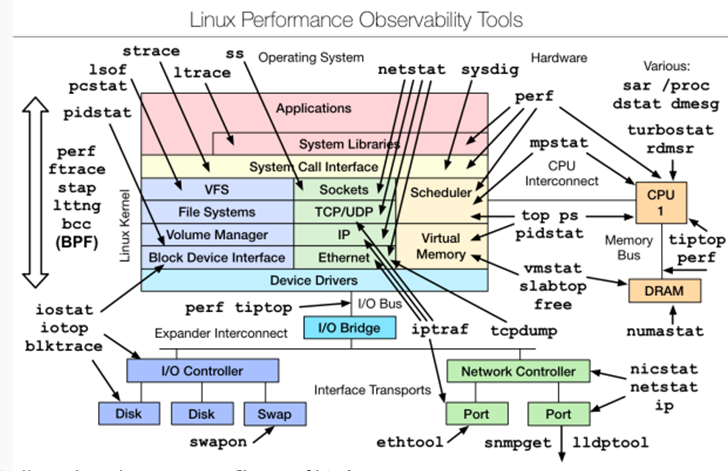 Linux Performance Observability Tools
strace
ss
Operating System
Hardware
Various:
lsof
pcstat
ltrace
netstat
sysdig
sar /proc
dstat dmesg
pidstat
perf
Applications
turbostat
rdmsr
System Libraries
mpstat
perf
ftrace
stap
lttng
bcc
(BPF)
Linux Kernel
System Call Interface
CPU
Interconnect
VFS
Sockets
Scheduler
CPU
1
File Systems
TCP/UDP
top ps
pidstat
Volume Manager
IP
Virtual
Memory
Memory
Bus
tiptop
perf
Block Device Interface
Ethernet
vmstat
slabtop
free
Device Drivers
DRAM
iostat
iotop
blktrace
perf tiptop
I/O Bus
Expander Interconnect
I/O Bridge
iptraf
tcpdump
numastat
I/O Controller
Network Controller
nicstat
netstat
ip
Interface Transports
Disk
Disk
Swap
Port
Port
swapon
ethtool
snmpget
lldptool